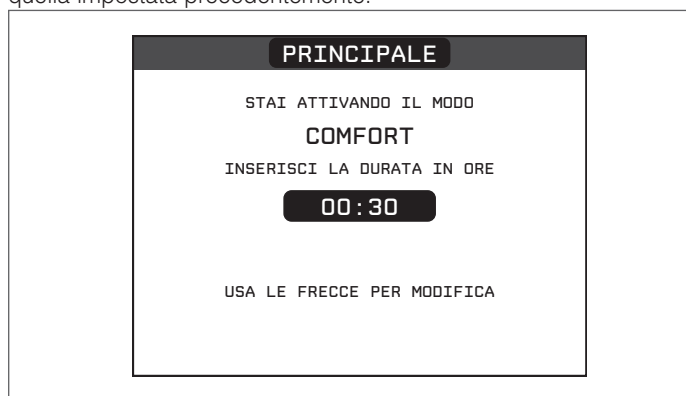 quella impostata precedentemente.
PRINCIPALE
STAI ATTIVANDO IL MODO
COMFORT
INSERISCI LA DURATA IN ORE
00:30
USA LE FRECCE PER MODIFICA